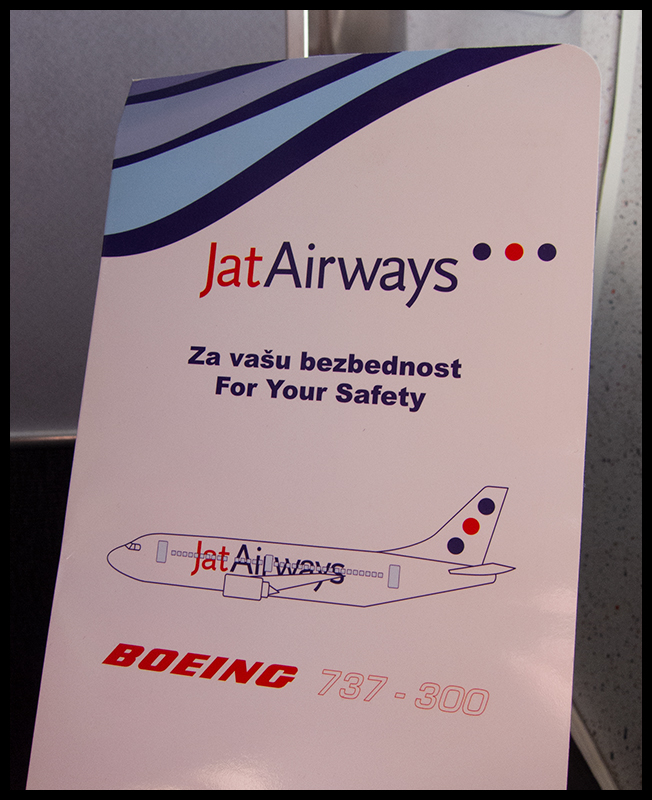 JatAirways
Za vašu bezbednost
For Your Safety
JatAirways
BOEING 737 - 300